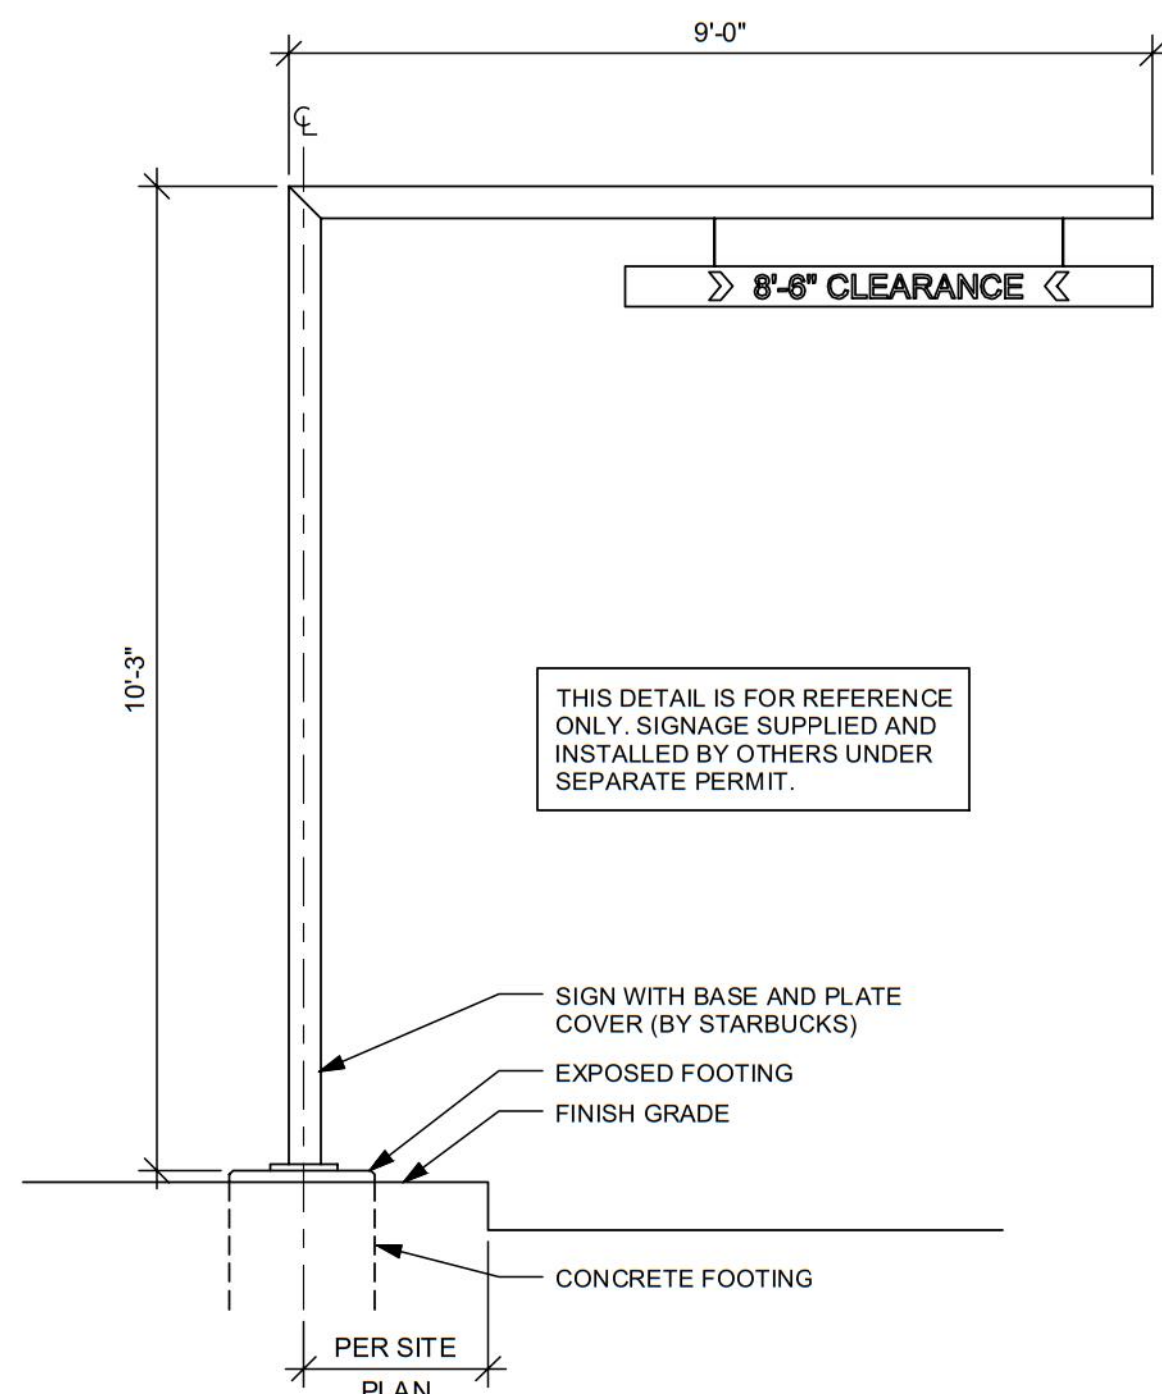 9'-0"
℄
8'-6" CLEARANCE
10'-3"
THIS DETAIL IS FOR REFERENCE
ONLY. SIGNAGE SUPPLIED AND
INSTALLED BY OTHERS UNDER
SEPARATE PERMIT.
SIGN WITH BASE AND PLATE
COVER (BY STARBUCKS)
EXPOSED FOOTING
FINISH GRADE
CONCRETE FOOTING
PER SITE
PLAN